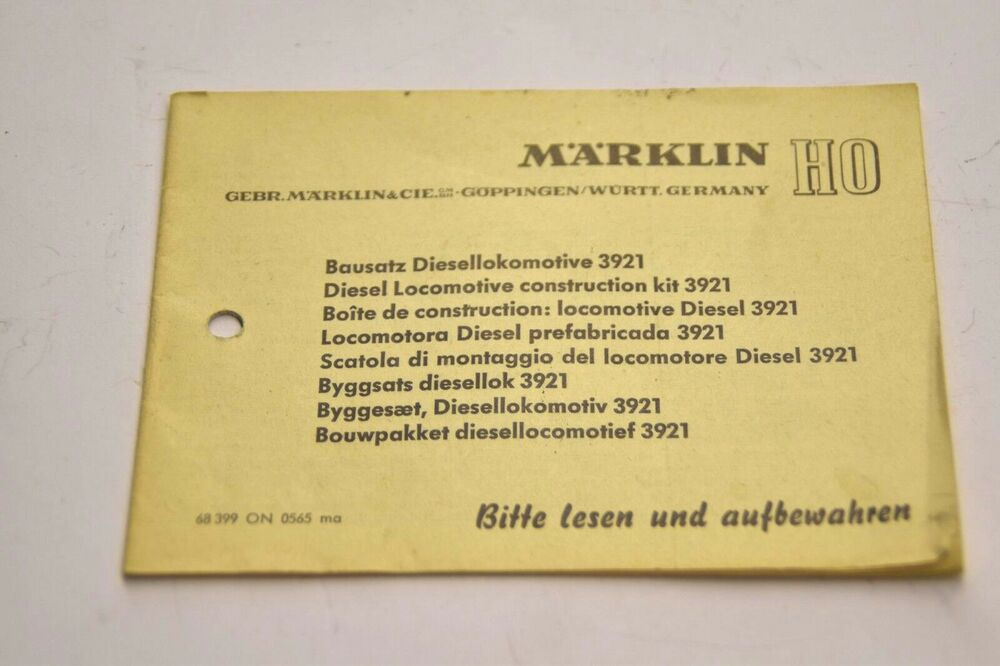 MÄRKLIN HO
GEBR. MÄRKLIN & CIE. GMBH · GÖPPINGEN/WÜRTT. GERMANY
Bausatz Diesellokomotive 3921
Diesel Locomotive construction kit 3921
Boîte de construction: locomotive Diesel 3921
Locomotora Diesel prefabricada 3921
Scatola di montaggio del locomotore Diesel 3921
Byggsats diesellok 3921
Byggesæt, Diesellokomotiv 3921
Bouwpakket diesellocomotief 3921
68 399 ON 0565 ma
Bitte lesen und aufbewahren